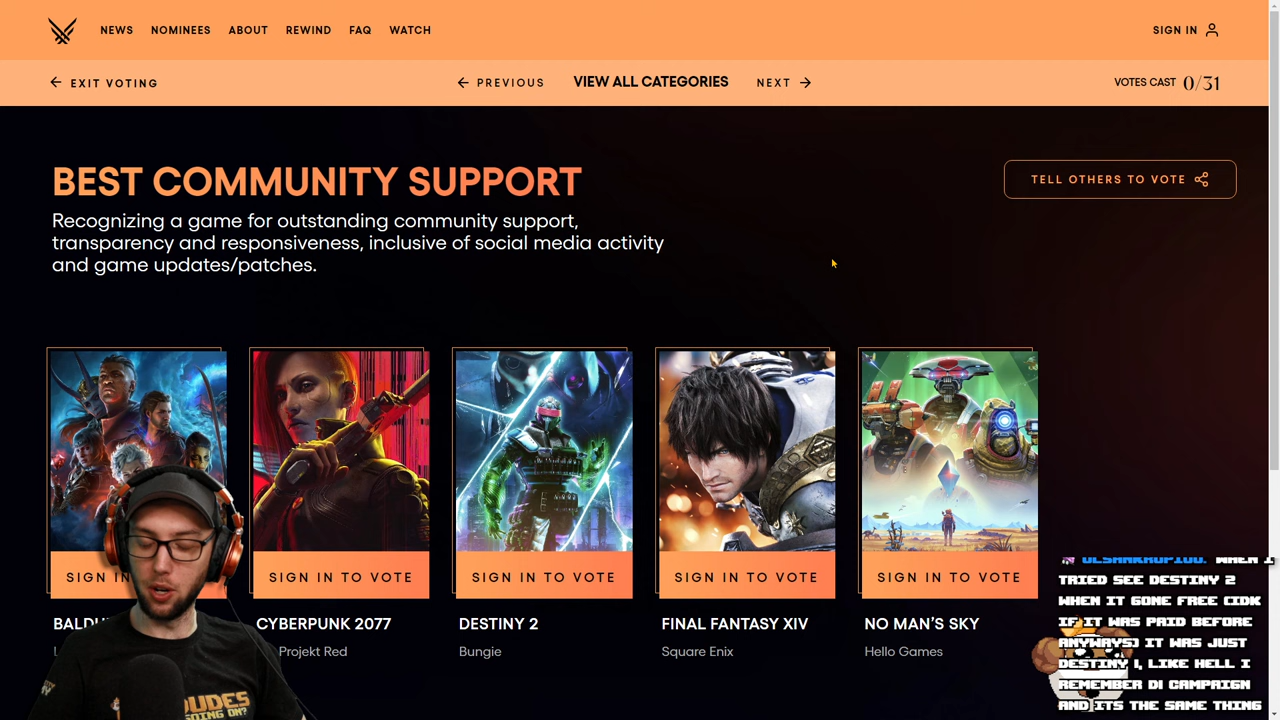 NEWS NOMINEES ABOUT REWIND FAQ WATCH SIGN IN
EXIT VOTING PREVIOUS VIEW ALL CATEGORIES NEXT VOTES CAST 0/31
BEST COMMUNITY SUPPORT
TELL OTHERS TO VOTE
Recognizing a game for outstanding community support,
transparency and responsiveness, inclusive of social media activity
and game updates/patches.
SIGN IN SIGN IN TO VOTE SIGN IN TO VOTE SIGN IN TO VOTE SIGN IN TO VOTE
CYBERPUNK 2077 DESTINY 2 FINAL FANTASY XIV NO MAN'S SKY
Projekt Red Bungie Square Enix Hello Games
WHEN I
TRIED SEE DESTINY 2
WHEN IT GONE FREE (IDK
IF IT WAS PAID BEFORE
ANYWAYS) IT WAS JUST
DESTINY 1, LIKE HELL I
REMEMBER D1 CAMPAIGN
AND ITS THE SAME THING
DUDES
GOING ON?